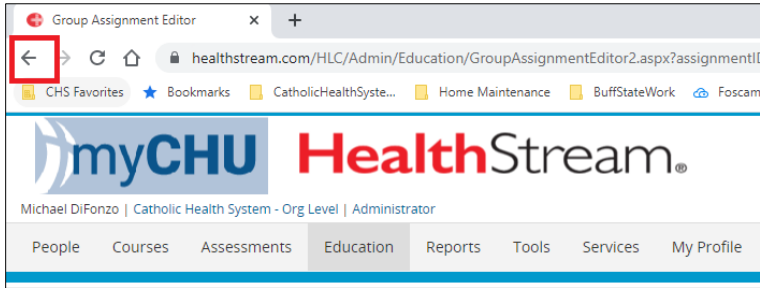 Group Assignment Editor
healthstream.com/HLC/Admin/Education/GroupAssignmentEditor2.aspx?assignmentID
CHS Favorites Bookmarks CatholicHealthSyste... Home Maintenance BuffStateWork Foscam
myCHU HealthStream®
Michael DiFonzo | Catholic Health System - Org Level | Administrator
People Courses Assessments Education Reports Tools Services My Profile